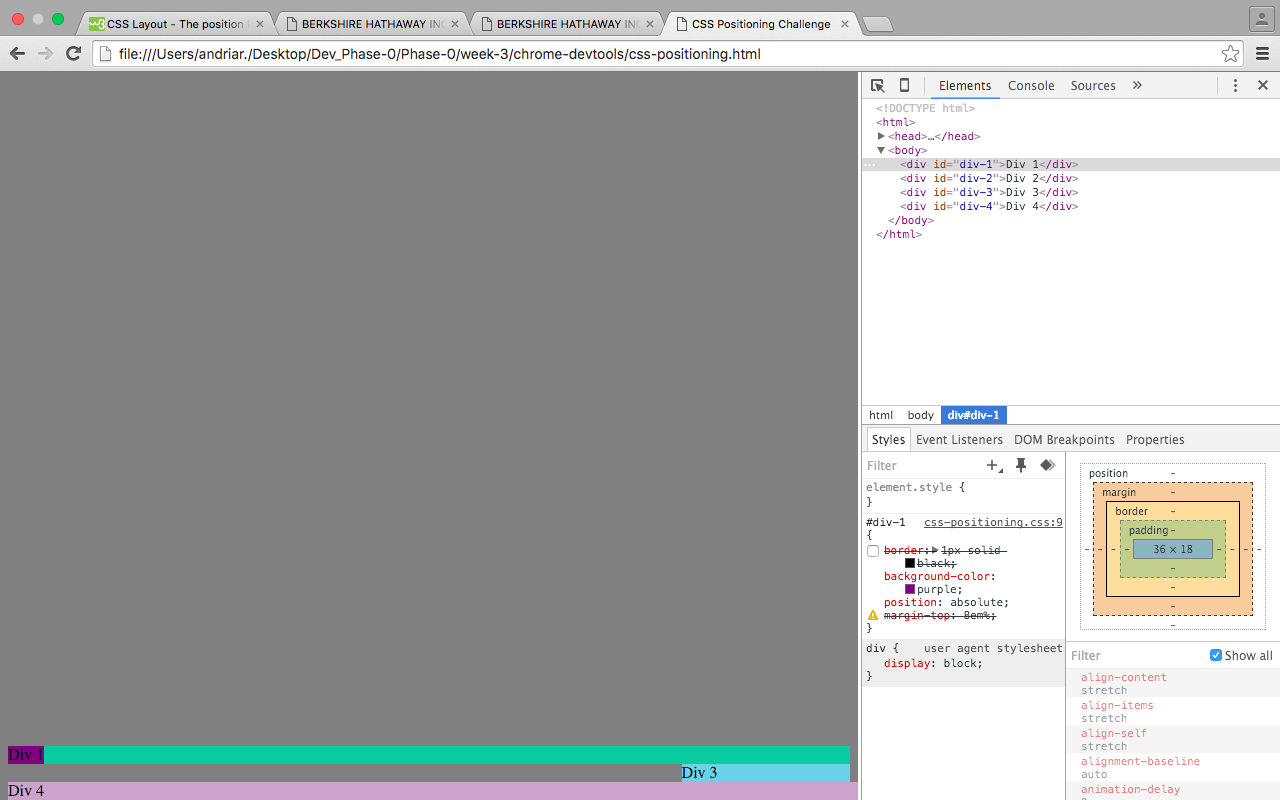 CSS Layout - The position
BERKSHIRE HATHAWAY INC
BERKSHIRE HATHAWAY INC
CSS Positioning Challenge
file:///Users/andriar./Desktop/Dev_Phase-0/Phase-0/week-3/chrome-devtools/css-positioning.html
Elements Console Sources »
<!DOCTYPE html>
<html>
<head>…</head>
<body>
… <div id="div-1">Div 1</div>
<div id="div-2">Div 2</div>
<div id="div-3">Div 3</div>
<div id="div-4">Div 4</div>
</body>
</html>
html body div#div-1
Styles Event Listeners DOM Breakpoints Properties
Filter
element.style {
}
#div-1 css-positioning.css:9
{
border: 1px solid
black;
background-color:
purple;
position: absolute;
margin-top: 8em%;
}
div { user agent stylesheet
display: block;
}
position -
margin -
border -
padding -
- - - - 36 × 18 - - - -
-
-
-
-
Filter Show all
align-content
stretch
align-items
stretch
align-self
stretch
alignment-baseline
auto
animation-delay
Div 1
Div 3
Div 4